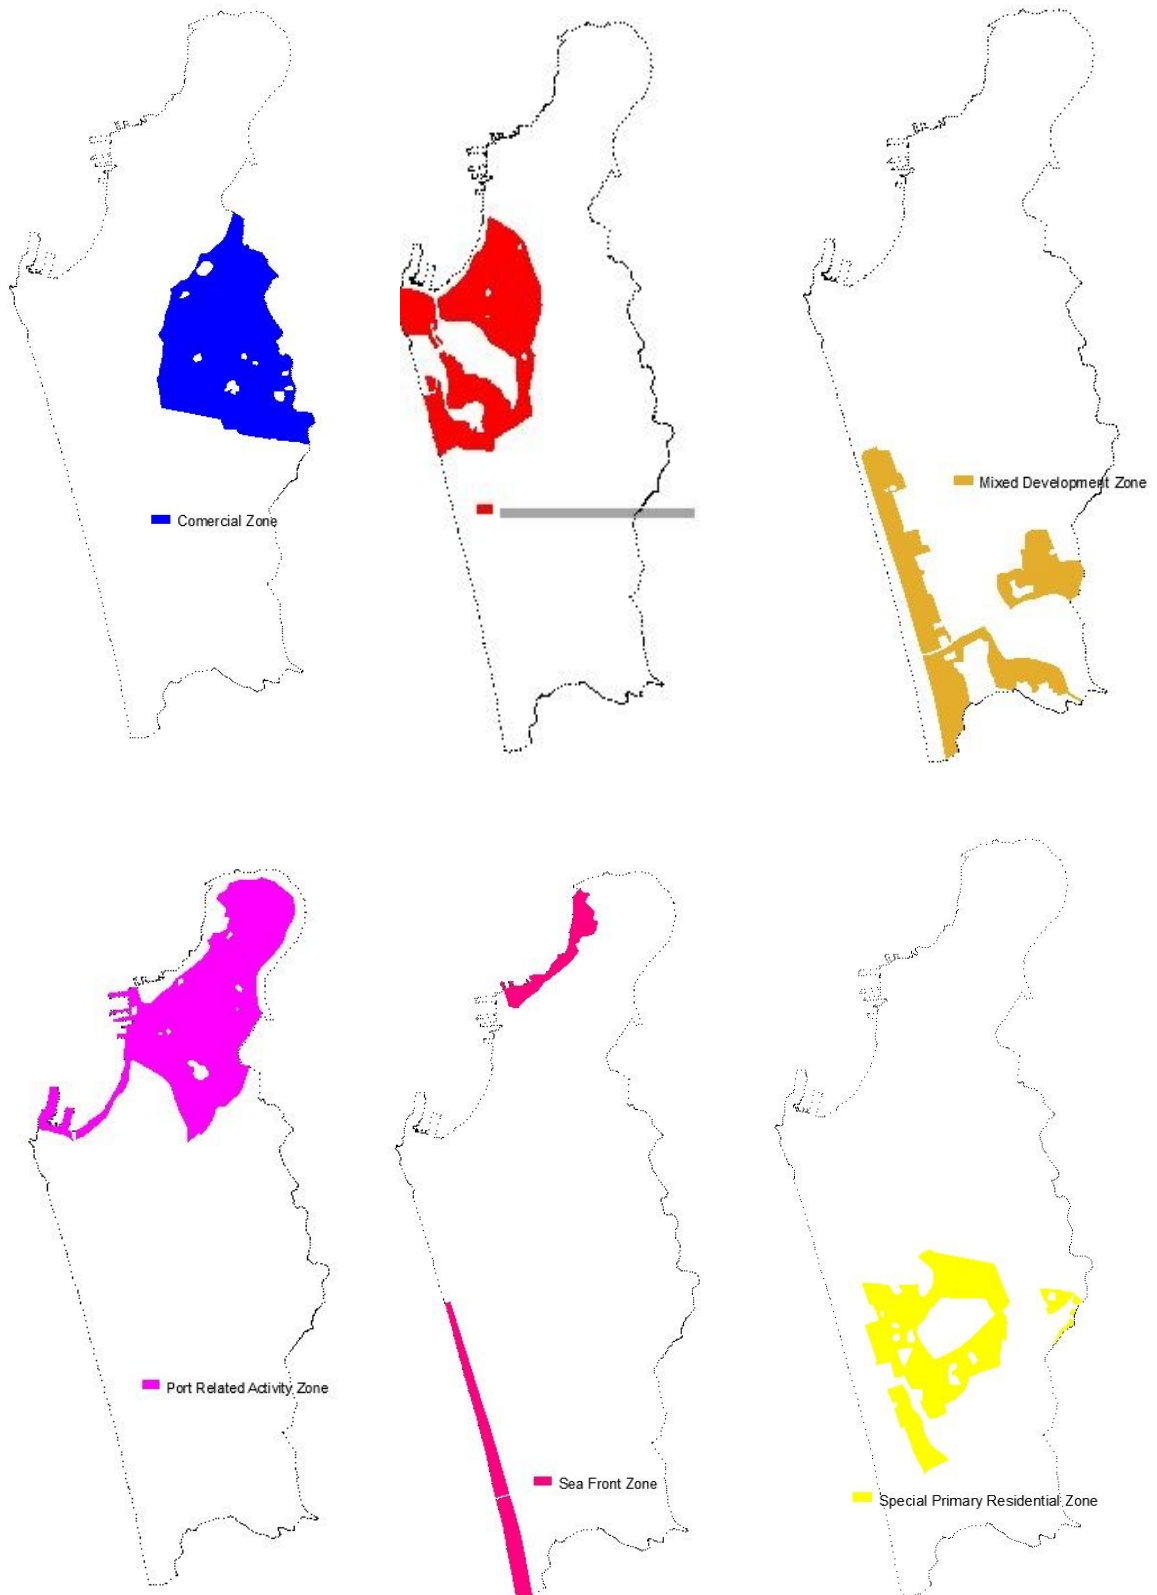 Comercial Zone
Mixed Development Zone
Port Related Activity Zone
Sea Front Zone
Special Primary Residential Zone